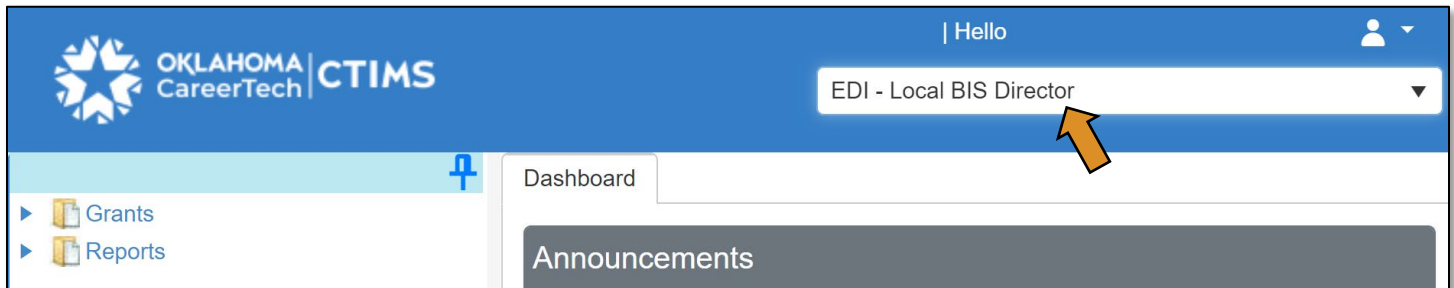 | Hello
OKLAHOMA
CareerTech
CTIMS
EDI - Local BIS Director
Dashboard
Grants
Reports
Announcements